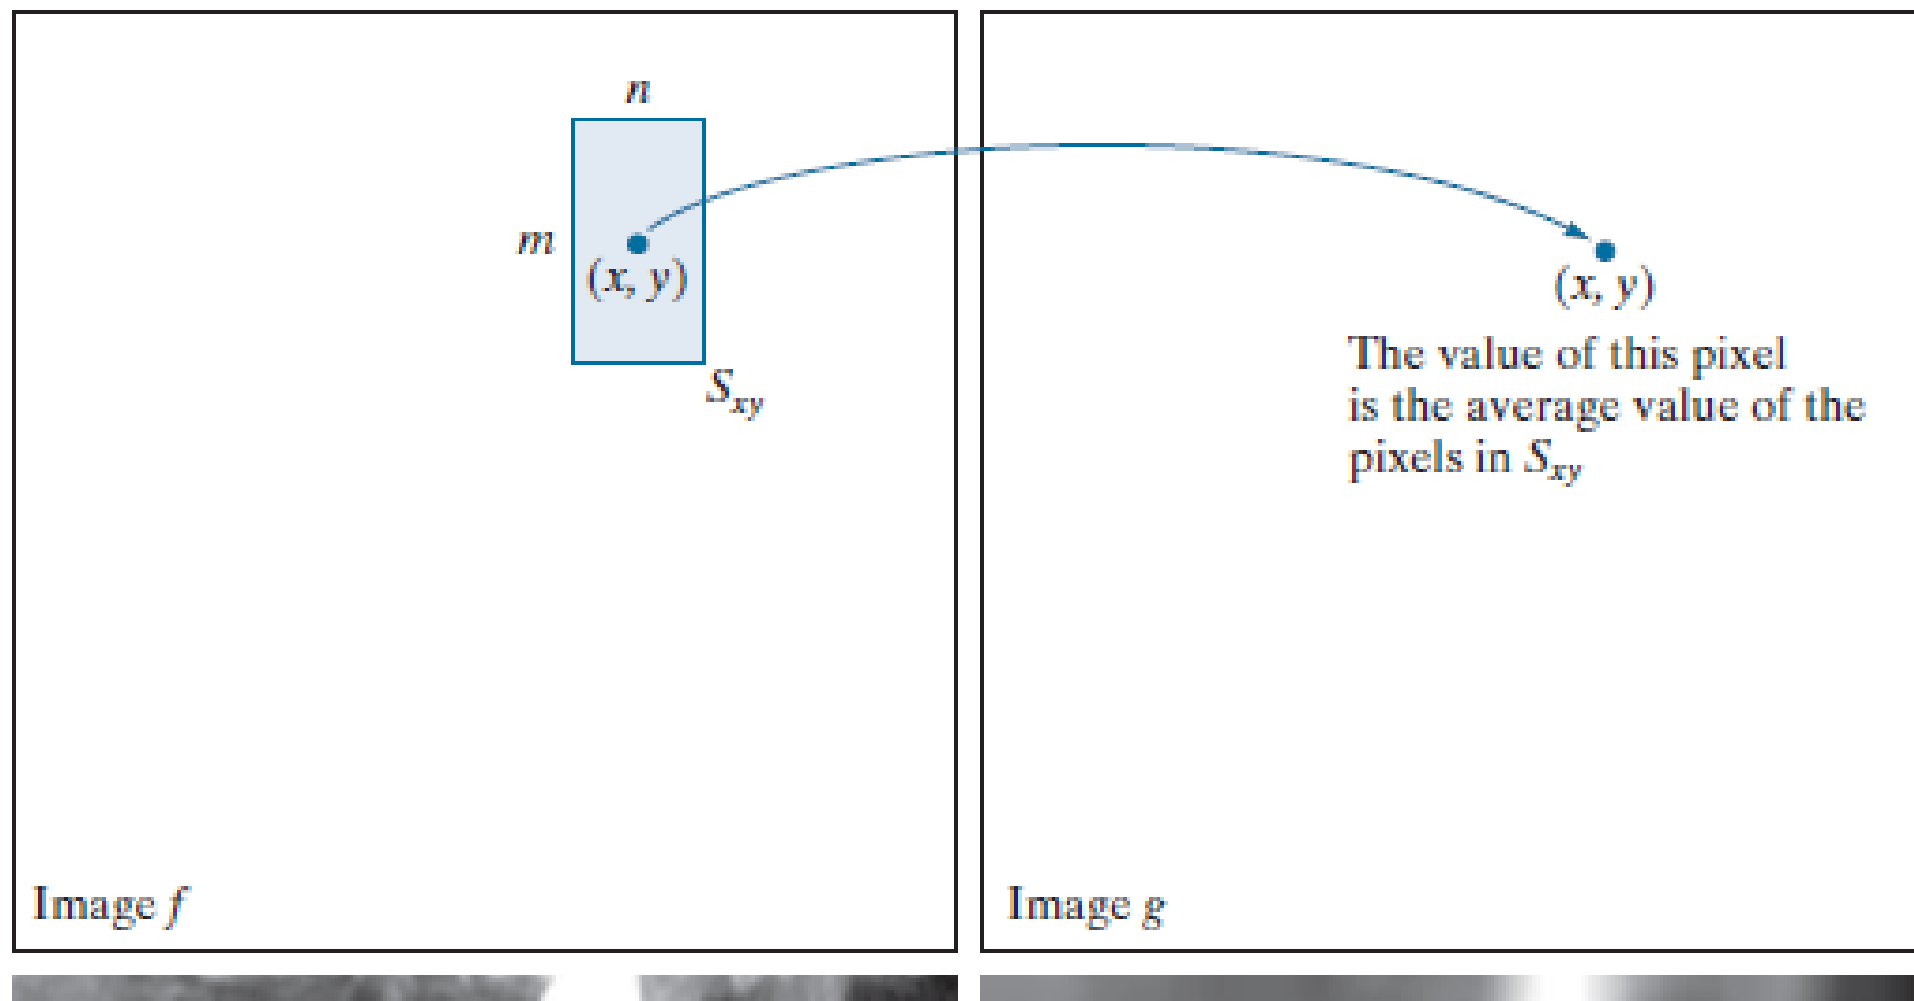 n
m
(x, y)
Sxy
Image f
(x, y)
The value of this pixel
is the average value of the
pixels in Sxy
Image g